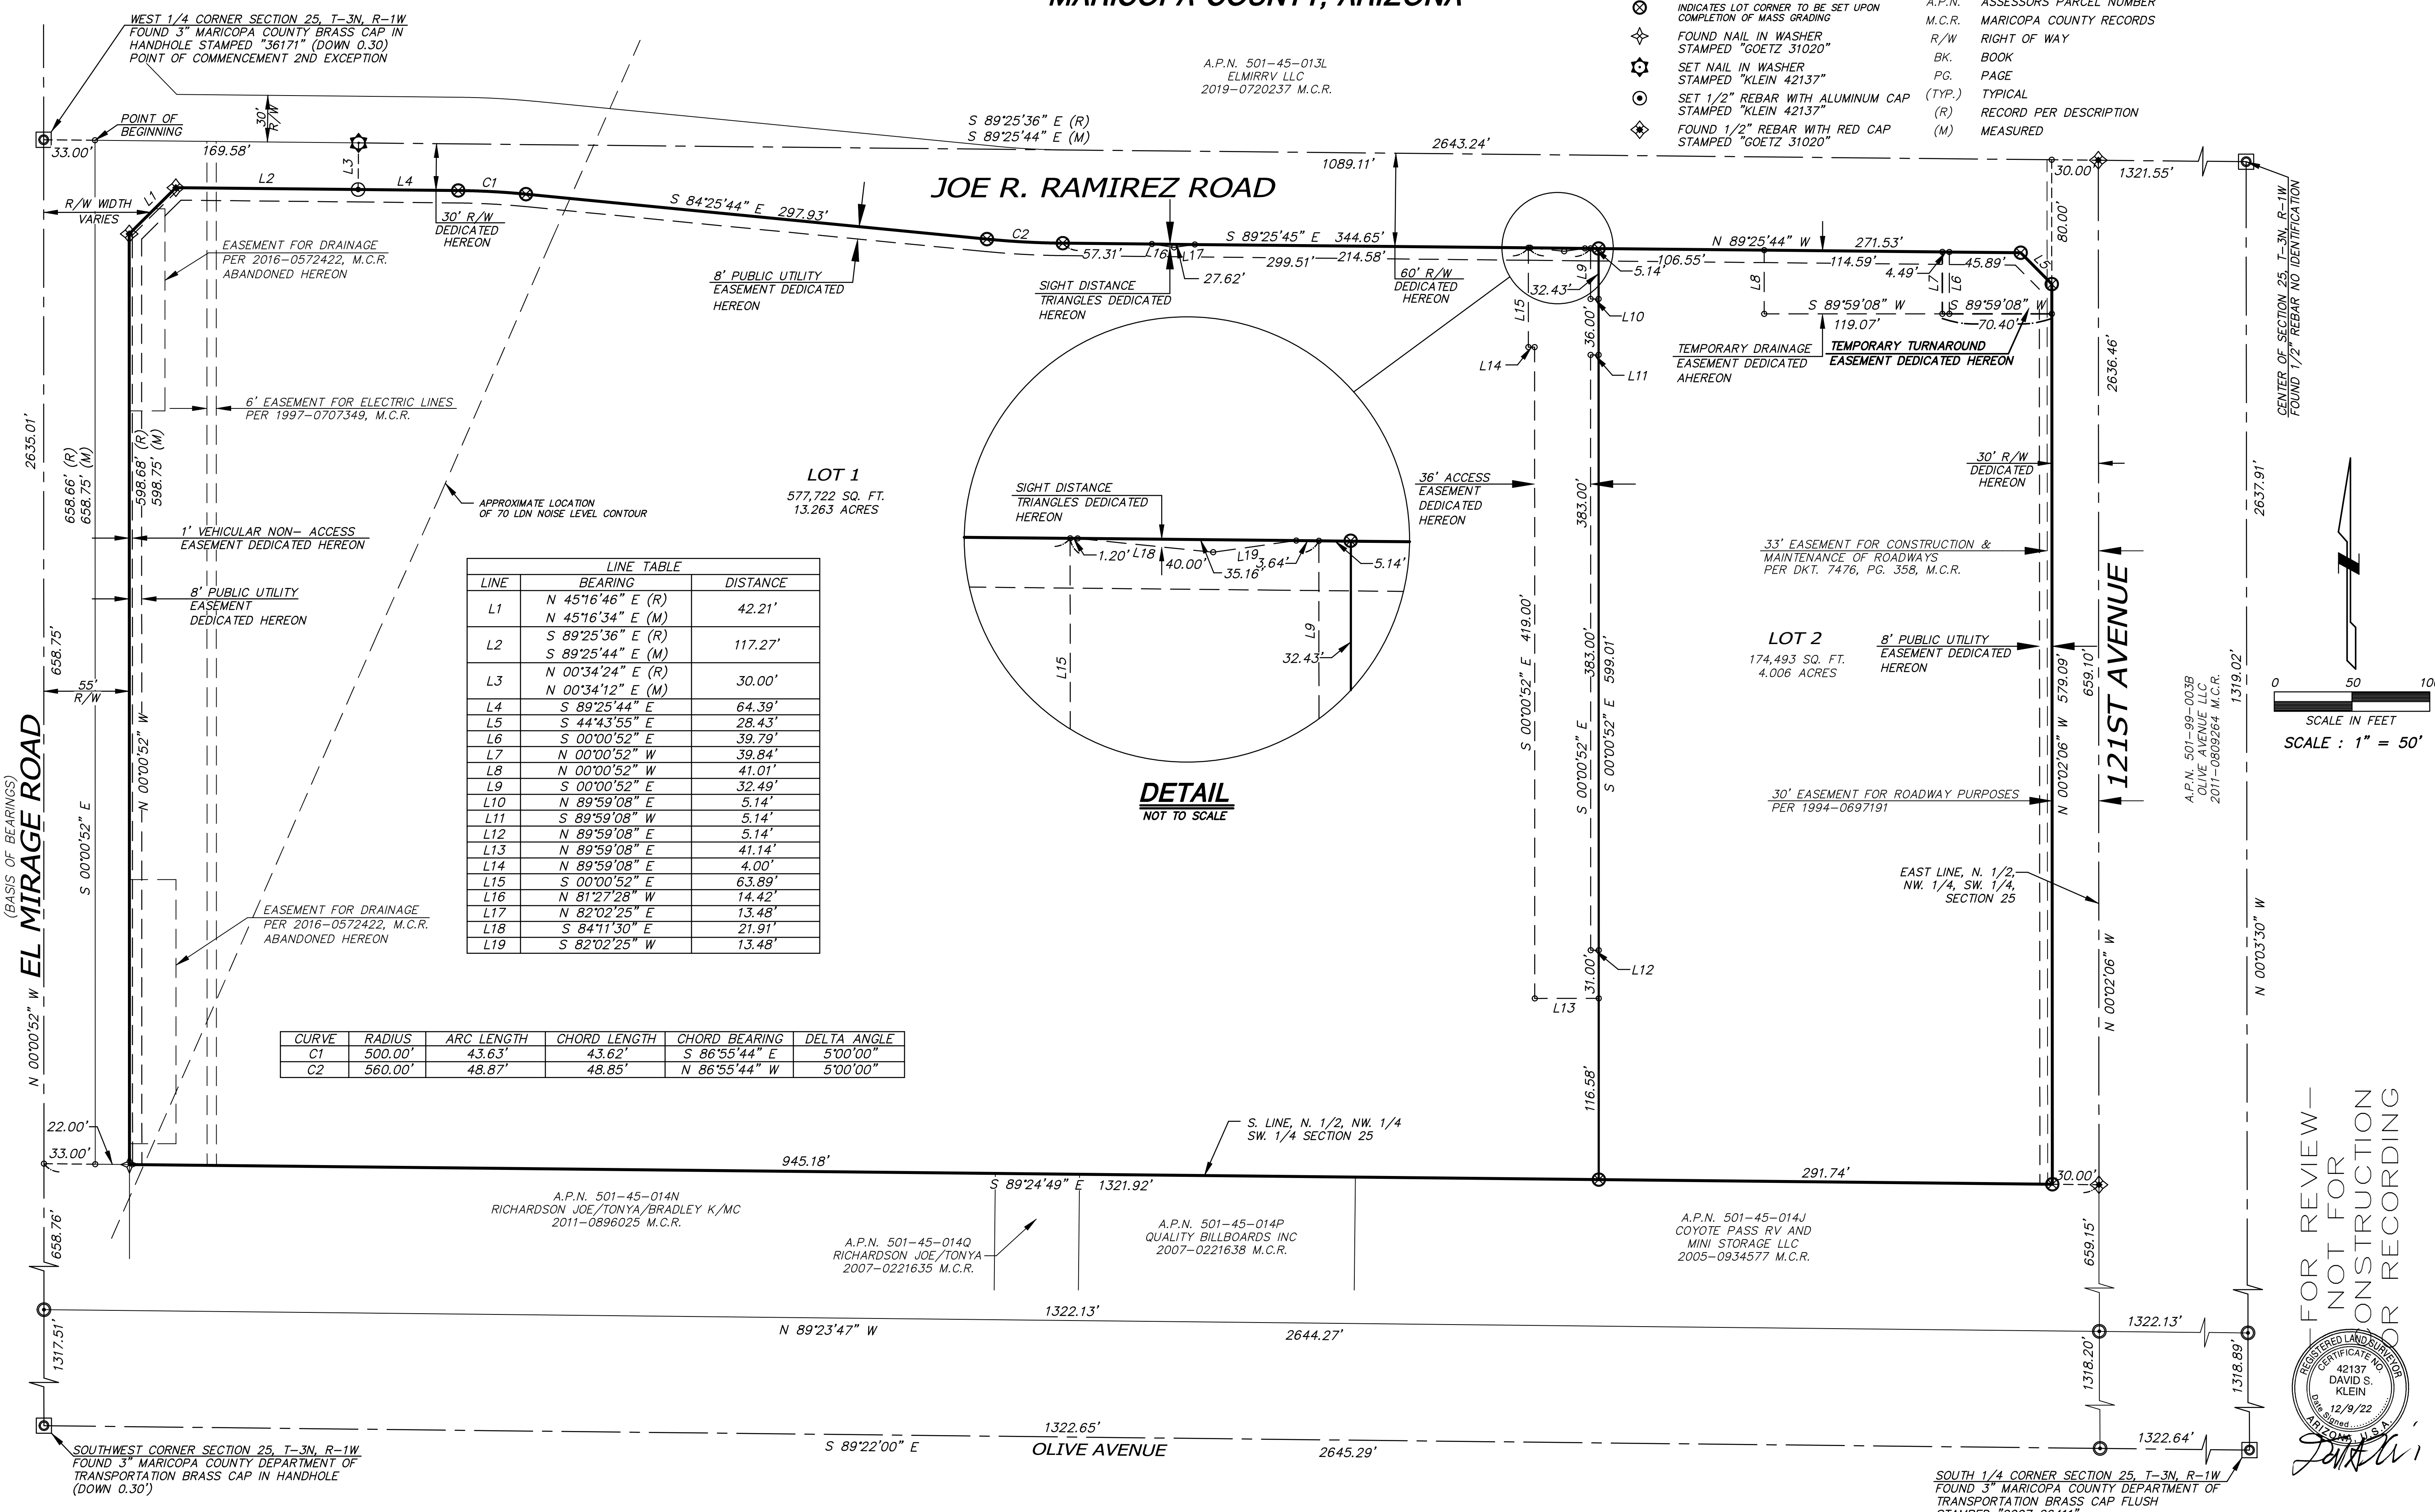 MARICOPA COUNTY, ARIZONA
INDICATES LOT CORNER TO BE SET UPON
COMPLETION OF MASS GRADING
FOUND NAIL IN WASHER
STAMPED "GOETZ 31020"
SET NAIL IN WASHER
STAMPED "KLEIN 42137"
SET 1/2" REBAR WITH ALUMINUM CAP
STAMPED "KLEIN 42137"
FOUND 1/2" REBAR WITH RED CAP
STAMPED "GOETZ 31020"
A.P.N. ASSESSORS PARCEL NUMBER
M.C.R. MARICOPA COUNTY RECORDS
R/W RIGHT OF WAY
BK. BOOK
PG. PAGE
(TYP.) TYPICAL
(R) RECORD PER DESCRIPTION
(M) MEASURED
WEST 1/4 CORNER SECTION 25, T-3N, R-1W
FOUND 3" MARICOPA COUNTY BRASS CAP IN
HANDHOLE STAMPED "36171" (DOWN 0.30)
POINT OF COMMENCEMENT 2ND EXCEPTION
A.P.N. 501-45-013L
ELMIRRV LLC
2019-0720237 M.C.R.
POINT OF
BEGINNING
30'
R/W
33.00'
169.58'
L3
S 89°25'36" E (R)
S 89°25'44" E (M)
2643.24'
1089.11'
30.00'
1321.55'
JOE R. RAMIREZ ROAD
L1
L2
L4
C1
R/W WIDTH
VARIES
30' R/W
DEDICATED
HEREON
S 84°25'44" E 297.93'
C2
57.31'
L16
L17
27.62'
S 89°25'45" E 344.65'
299.51'
214.58'
N 89°25'44" W 271.53'
106.55'
114.59'
4.49'
45.89'
L5
80.00'
L9
5.14'
32.43'
L8
L7
L6
S 89°59'08" W
119.07'
S 89°59'08" W
70.40'
EASEMENT FOR DRAINAGE
PER 2016-0572422, M.C.R.
ABANDONED HEREON
8' PUBLIC UTILITY
EASEMENT DEDICATED
HEREON
SIGHT DISTANCE
TRIANGLES DEDICATED
HEREON
60' R/W
DEDICATED
HEREON
L15
36.00'
L10
L14
L11
TEMPORARY DRAINAGE
EASEMENT DEDICATED
AHEREON
TEMPORARY TURNAROUND
EASEMENT DEDICATED HEREON
2636.46'
CENTER OF SECTION 25, T-3N, R-1W
FOUND 1/2" REBAR NO IDENTIFICATION
6' EASEMENT FOR ELECTRIC LINES
PER 1997-0707349, M.C.R.
2635.01'
658.66' (R)
658.75' (M)
598.68' (R)
598.75' (M)
LOT 1
577,722 SQ. FT.
13.263 ACRES
APPROXIMATE LOCATION
OF 70 LDN NOISE LEVEL CONTOUR
SIGHT DISTANCE
TRIANGLES DEDICATED
HEREON
1.20'
L18
40.00'
L19
35.16'
3.64'
5.14'
L9
32.43'
L15
DETAIL
NOT TO SCALE
36' ACCESS
EASEMENT
DEDICATED
HEREON
383.00'
30' R/W
DEDICATED
HEREON
2637.91'
1' VEHICULAR NON- ACCESS
EASEMENT DEDICATED HEREON
33' EASEMENT FOR CONSTRUCTION &
MAINTENANCE OF ROADWAYS
PER DKT. 7476, PG. 358, M.C.R.
8' PUBLIC UTILITY
EASEMENT
DEDICATED HEREON
LINE TABLE
LINE BEARING DISTANCE
L1 N 45°16'46" E (R) N 45°16'34" E (M) 42.21'
L2 S 89°25'36" E (R) S 89°25'44" E (M) 117.27'
L3 N 00°34'24" E (R) N 00°34'12" E (M) 30.00'
L4 S 89°25'44" E 64.39'
L5 S 44°43'55" E 28.43'
L6 S 00°00'52" E 39.79'
L7 N 00°00'52" W 39.84'
L8 N 00°00'52" W 41.01'
L9 S 00°00'52" E 32.49'
L10 N 89°59'08" E 5.14'
L11 S 89°59'08" W 5.14'
L12 N 89°59'08" E 5.14'
L13 N 89°59'08" E 41.14'
L14 N 89°59'08" E 4.00'
L15 S 00°00'52" E 63.89'
L16 N 81°27'28" W 14.42'
L17 N 82°02'25" E 13.48'
L18 S 84°11'30" E 21.91'
L19 S 82°02'25" W 13.48'
658.75'
55'
R/W
N 00°00'52" W
S 00°00'52" E
S 00°00'52" E 419.00'
S 00°00'52" E 383.00'
S 00°00'52" E 599.01'
LOT 2
174,493 SQ. FT.
4.006 ACRES
8' PUBLIC UTILITY
EASEMENT DEDICATED
HEREON
N 00°02'06" W 579.09'
659.10'
121ST AVENUE
1319.02'
A.P.N. 501-99-003B
OLIVE AVENUE LLC
2011-0809264 M.C.R.
0 50 100
SCALE IN FEET
SCALE : 1" = 50'
(BASIS OF BEARINGS)
N 00°00'52" W EL MIRAGE ROAD
30' EASEMENT FOR ROADWAY PURPOSES
PER 1994-0697191
EAST LINE, N. 1/2,
NW. 1/4, SW. 1/4,
SECTION 25
N 00°02'06" W
N 00°03'30" W
EASEMENT FOR DRAINAGE
PER 2016-0572422, M.C.R.
ABANDONED HEREON
L12
31.00'
L13
116.58'
CURVE RADIUS ARC LENGTH CHORD LENGTH CHORD BEARING DELTA ANGLE
C1 500.00' 43.63' 43.62' S 86°55'44" E 5°00'00"
C2 560.00' 48.87' 48.85' N 86°55'44" W 5°00'00"
22.00'
33.00'
S. LINE, N. 1/2, NW. 1/4
SW. 1/4 SECTION 25
945.18'
S 89°24'49" E 1321.92'
291.74'
30.00'
A.P.N. 501-45-014N
RICHARDSON JOE/TONYA/BRADLEY K/MC
2011-0896025 M.C.R.
A.P.N. 501-45-014Q
RICHARDSON JOE/TONYA
2007-0221635 M.C.R.
A.P.N. 501-45-014P
QUALITY BILLBOARDS INC
2007-0221638 M.C.R.
A.P.N. 501-45-014J
COYOTE PASS RV AND
MINI STORAGE LLC
2005-0934577 M.C.R.
658.76'
659.15'
1322.13'
N 89°23'47" W
2644.27'
1322.13'
1317.51'
1318.20'
1318.89'
1322.65'
S 89°22'00" E
OLIVE AVENUE
2645.29'
1322.64'
SOUTHWEST CORNER SECTION 25, T-3N, R-1W
FOUND 3" MARICOPA COUNTY DEPARTMENT OF
TRANSPORTATION BRASS CAP IN HANDHOLE
(DOWN 0.30')
SOUTH 1/4 CORNER SECTION 25, T-3N, R-1W
FOUND 3" MARICOPA COUNTY DEPARTMENT OF
TRANSPORTATION BRASS CAP FLUSH
-FOR REVIEW-
NOT FOR
CONSTRUCTION
OR RECORDING
REGISTERED LAND SURVEYOR
CERTIFICATE NO.
42137
DAVID S.
KLEIN
12/9/22
Date Signed
ARIZONA, U.S.A.